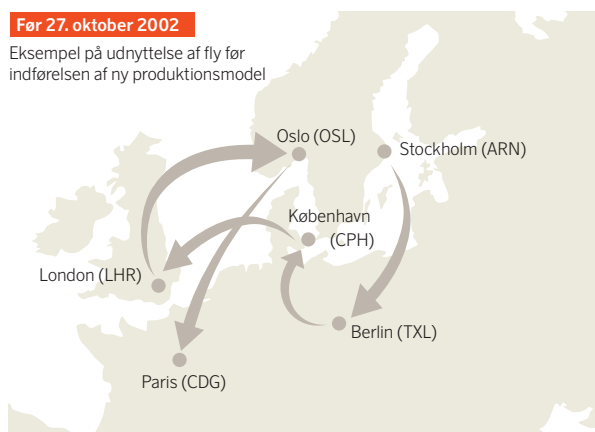 Før 27. oktober 2002
Eksempel på udnyttelse af fly før
indførelsen af ny produktionsmodel
Oslo (OSL)
Stockholm (ARN)
København
(CPH)
London (LHR)
Berlin (TXL)
Paris (CDG)